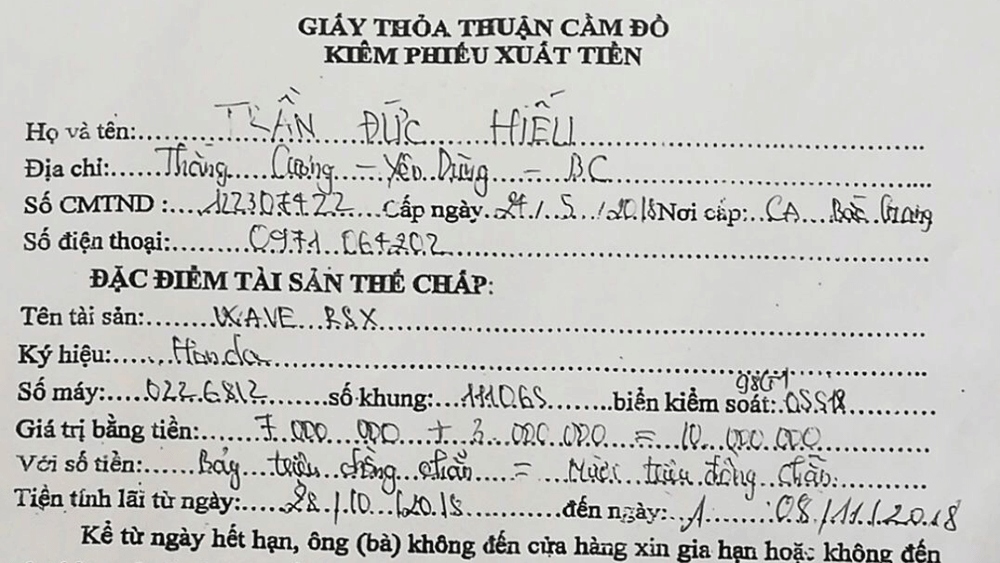 GIẤY THỎA THUẬN CẦM ĐỒ
KIÊM PHIẾU XUẤT TIỀN
Họ và tên: TRẦN ĐỨC HIẾU
Địa chỉ: Thắng Cương - Yên Dũng - BG
Số CMTND : 122307422 Cấp ngày 24/5/2018 Nơi cấp: CA Bắc Giang
Số điện thoại: 0971 064202
ĐẶC ĐIỂM TÀI SẢN THẾ CHẤP:
Tên tài sản: WAVE RSX
Ký hiệu: Honda
Số máy: 0226812 số khung: 111065 biển kiểm soát: 05518
Giá trị bằng tiền: 7.000.000 + 3.000.000 = 10.000.000
Với số tiền: Bảy triệu đồng chẵn = Mười triệu đồng chẵn
Tiền tính lãi từ ngày: 28/10/2018 đến ngày: 08/11/2018
Kể từ ngày hết hạn, ông (bà) không đến cửa hàng xin gia hạn hoặc không đến